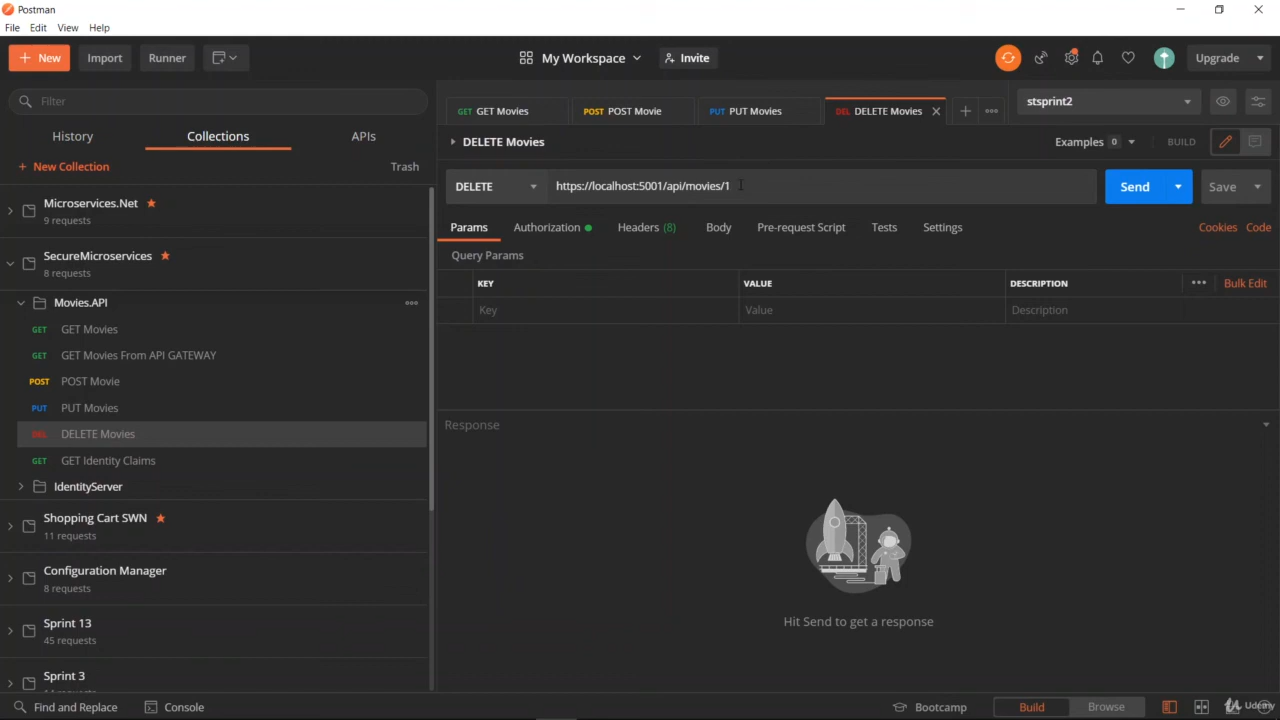 Postman
File Edit View Help
New Import Runner My Workspace Invite Upgrade
Filter
History Collections APIs
+ New Collection Trash
Microservices.Net
9 requests
SecureMicroservices
8 requests
Movies.API
GET GET Movies
GET GET Movies From API GATEWAY
POST POST Movie
PUT PUT Movies
DEL DELETE Movies
GET GET Identity Claims
IdentityServer
Shopping Cart SWN
11 requests
Configuration Manager
8 requests
Sprint 13
45 requests
Sprint 3
GET GET Movies POST POST Movie PUT PUT Movies DEL DELETE Movies stsprint2
DELETE Movies Examples 0 BUILD
DELETE https://localhost:5001/api/movies/1 Send Save
Params Authorization Headers (8) Body Pre-request Script Tests Settings Cookies Code
Query Params
KEY VALUE DESCRIPTION Bulk Edit
Key Value Description
Response
Hit Send to get a response
Find and Replace Console Bootcamp Build Browse Udemy